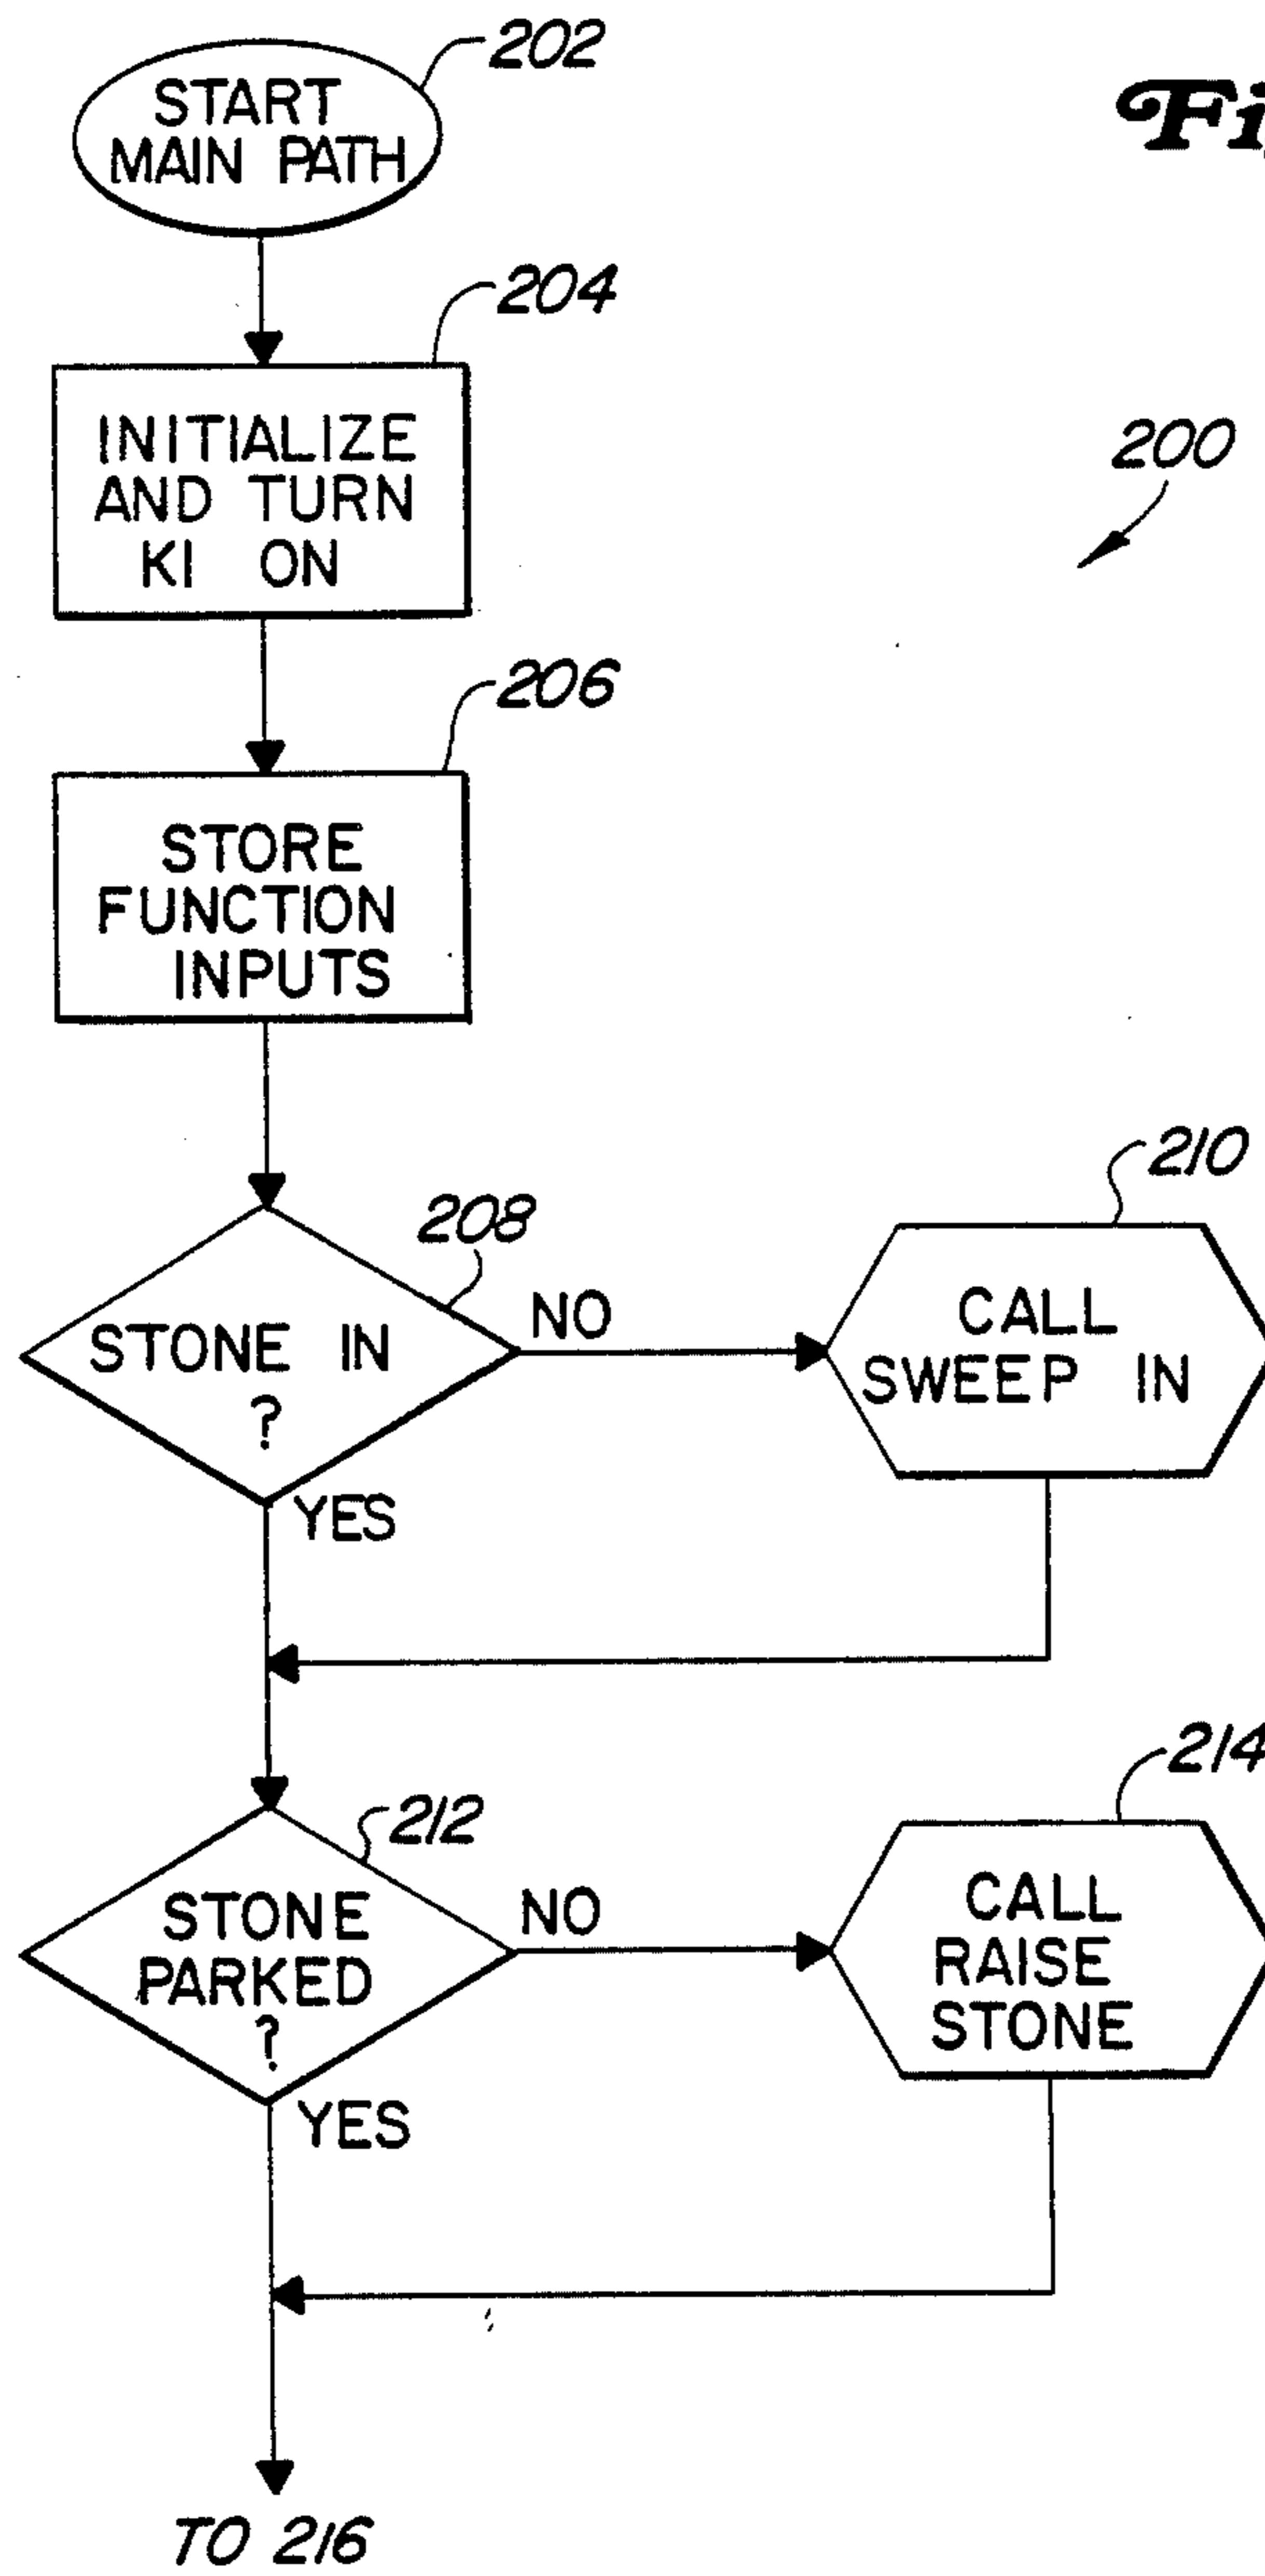 202
START
MAIN PATH
Fi
204
INITIALIZE
AND TURN
KI ON
200
206
STORE
FUNCTION
INPUTS
208
STONE IN
?
NO
YES
210
CALL
SWEEP IN
212
STONE
PARKED
?
NO
YES
214
CALL
RAISE
STONE
TO 216